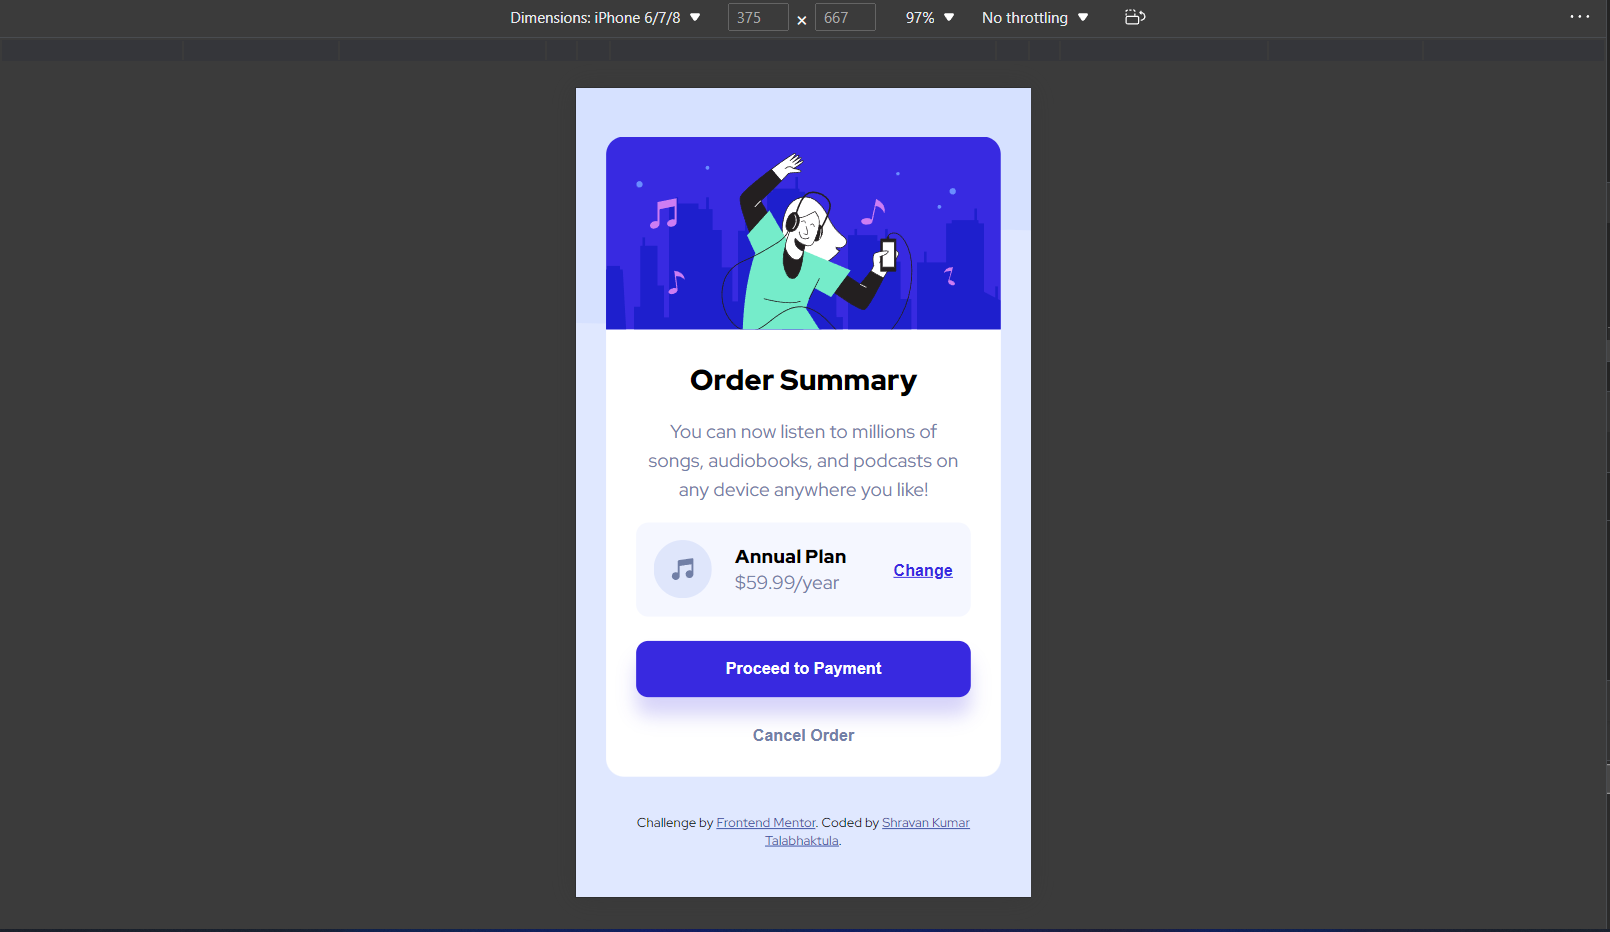 Dimensions: iPhone 6/7/8 375 × 667 97% No throttling
Order Summary
You can now listen to millions of
songs, audiobooks, and podcasts on
any device anywhere you like!
Annual Plan
$59.99/year
Change
Proceed to Payment
Cancel Order
Challenge by Frontend Mentor. Coded by Shravan Kumar
Talabhaktula.